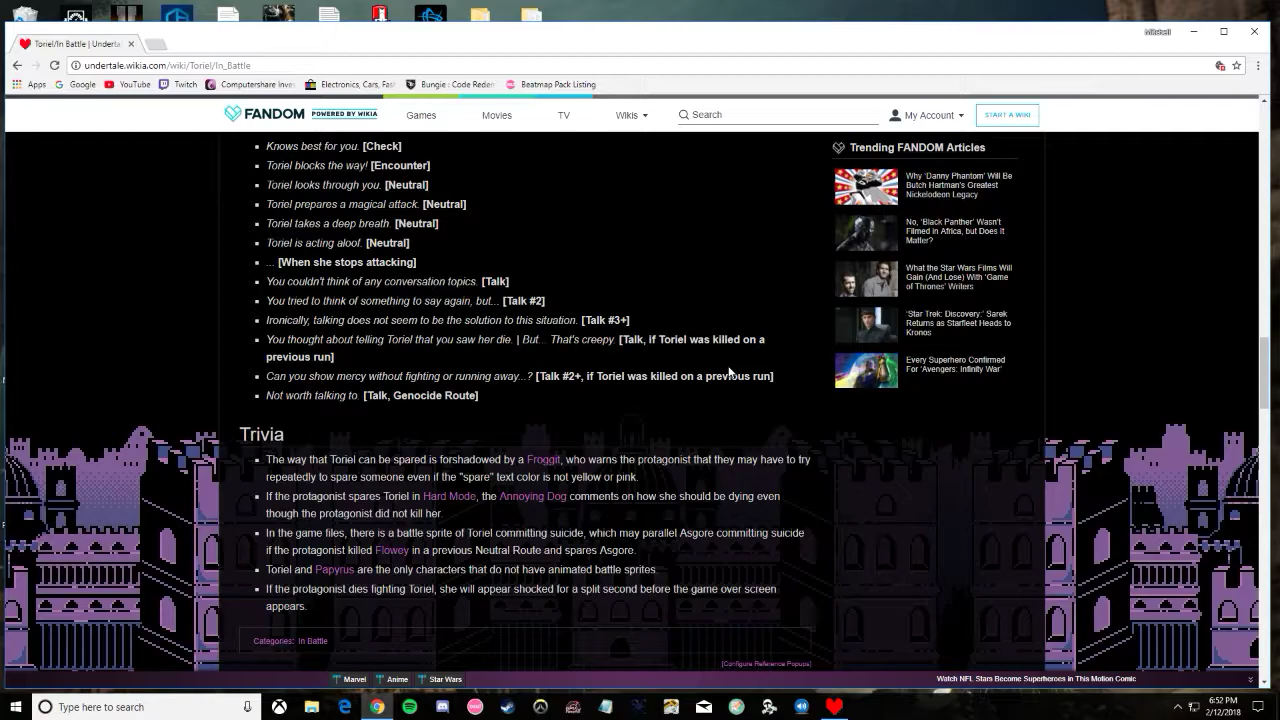 Mitchell
Toriel/In Battle | Underta
undertale.wikia.com/wiki/Toriel/In_Battle
Apps Google YouTube Twitch Computershare Inves Electronics, Cars, Fas Bungie : Code Reder Beatmap Pack Listing
FANDOM POWERED BY WIKIA Games Movies TV Wikis Search My Account START A WIKI
Knows best for you. [Check]
Toriel blocks the way! [Encounter]
Toriel looks through you. [Neutral]
Toriel prepares a magical attack. [Neutral]
Toriel takes a deep breath. [Neutral]
Toriel is acting aloof. [Neutral]
... [When she stops attacking]
You couldn't think of any conversation topics. [Talk]
You tried to think of something to say again, but... [Talk #2]
Ironically, talking does not seem to be the solution to this situation. [Talk #3+]
You thought about telling Toriel that you saw her die. | But... That's creepy. [Talk, if Toriel was killed on a
previous run]
Can you show mercy without fighting or running away...? [Talk #2+, if Toriel was killed on a previous run]
Not worth talking to. [Talk, Genocide Route]
Trivia
The way that Toriel can be spared is forshadowed by a Froggit, who warns the protagonist that they may have to try
repeatedly to spare someone even if the "spare" text color is not yellow or pink.
If the protagonist spares Toriel in Hard Mode, the Annoying Dog comments on how she should be dying even
though the protagonist did not kill her.
In the game files, there is a battle sprite of Toriel committing suicide, which may parallel Asgore committing suicide
if the protagonist killed Flowey in a previous Neutral Route and spares Asgore.
Toriel and Papyrus are the only characters that do not have animated battle sprites.
If the protagonist dies fighting Toriel, she will appear shocked for a split second before the game over screen
appears.
Categories: In Battle
[Configure Reference Popups]
Trending FANDOM Articles
Why 'Danny Phantom' Will Be
Butch Hartman's Greatest
Nickelodeon Legacy
No, 'Black Panther' Wasn't
Filmed in Africa, but Does It
Matter?
What the Star Wars Films Will
Gain (And Lose) With 'Game
of Thrones' Writers
'Star Trek: Discovery:' Sarek
Returns as Starfleet Heads to
Kronos
Every Superhero Confirmed
For 'Avengers: Infinity War'
Marvel Anime Star Wars Watch NFL Stars Become Superheroes in This Motion Comic
Type here to search
6:52 PM
2/12/2018